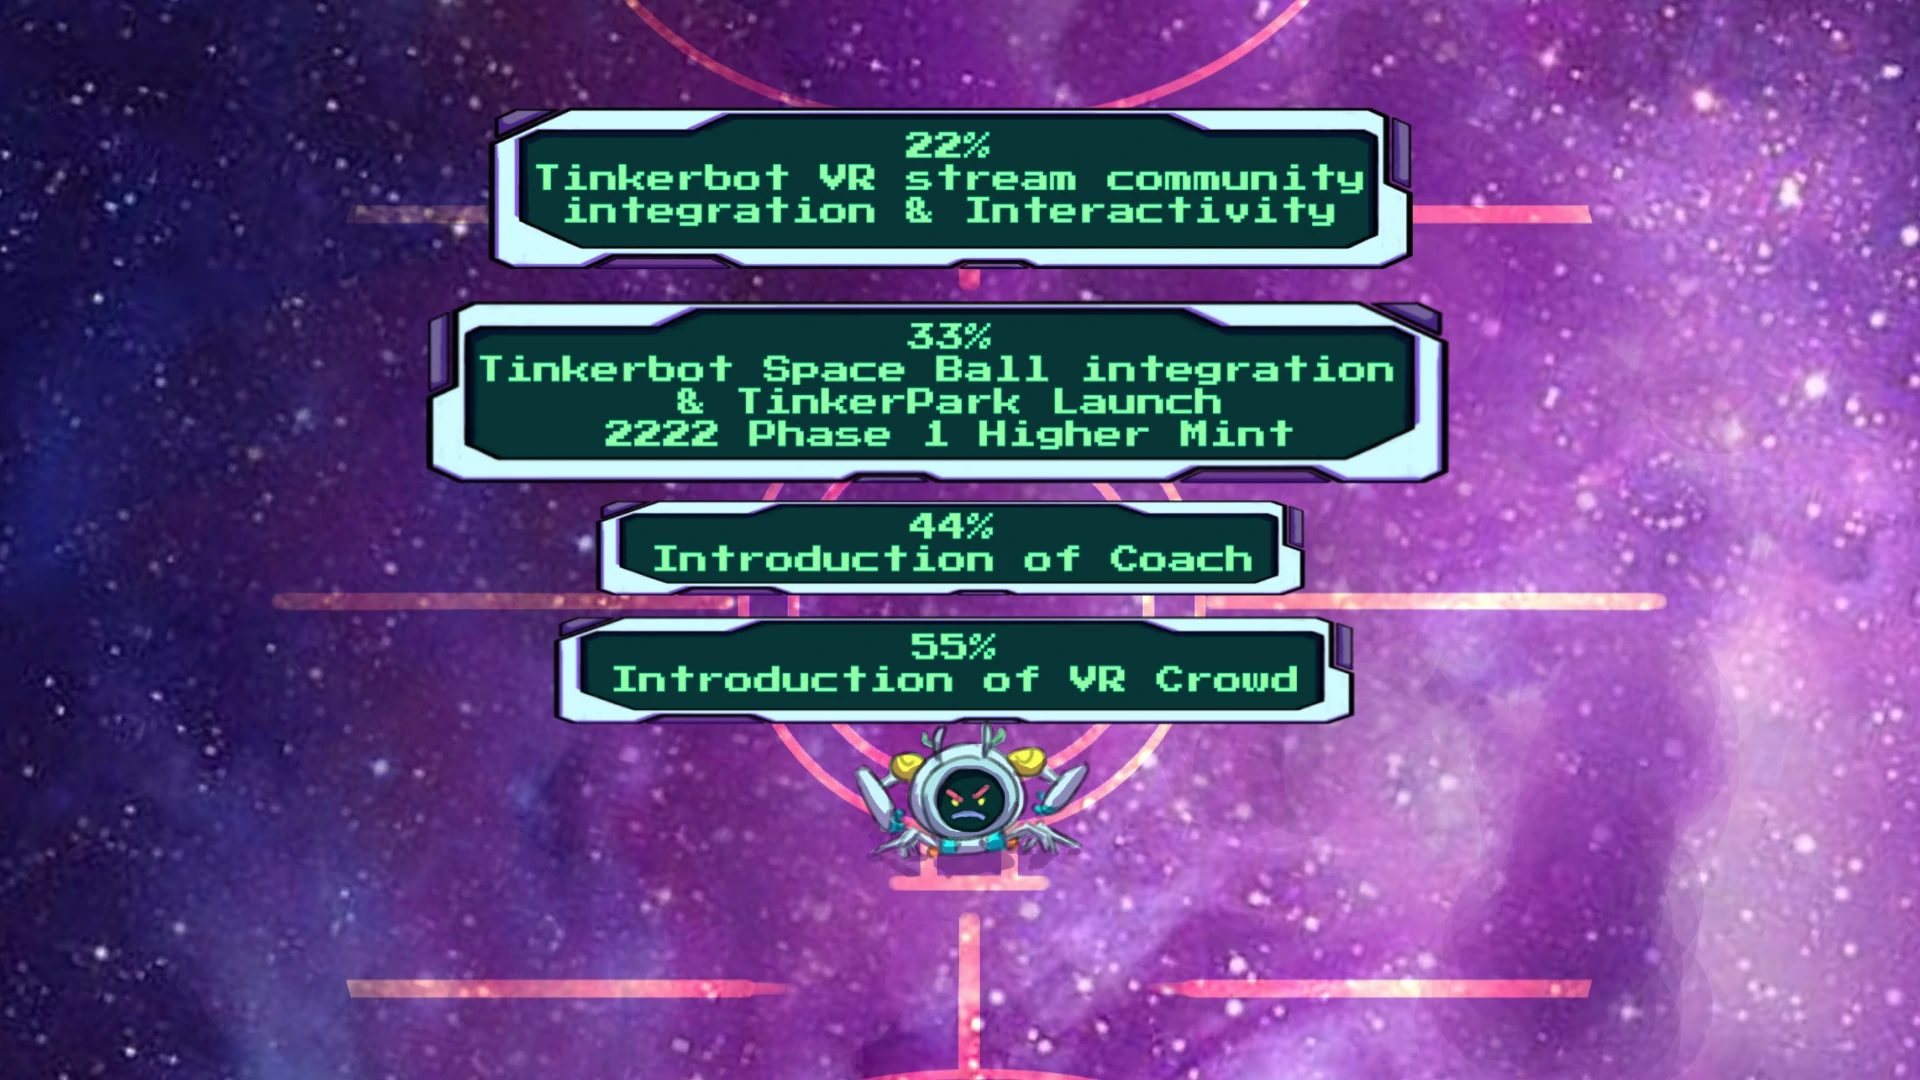 22%
Tinkerbot VR stream community
integration & Interactivity
33%
Tinkerbot Space Ball integration
& TinkerPark Launch
2222 Phase 1 Higher Mint
44%
Introduction of Coach
55%
Introduction of VR Crowd